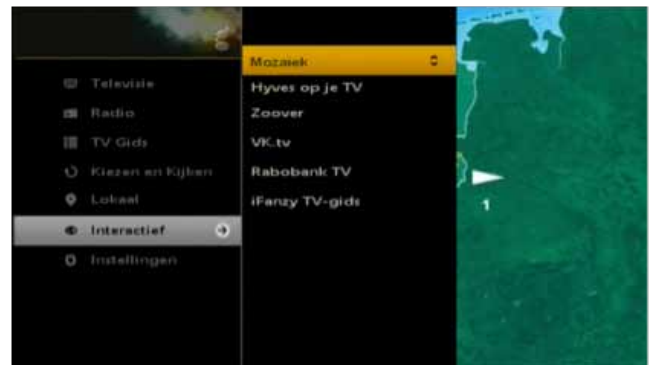 Televisie
Radio
TV Gids
Kiezen en Kijken
Lokaal
Interactief
Instellingen
Mozaiek
Hyves op je TV
Zoover
VK.tv
Rabobank TV
iFanzy TV-gids
1